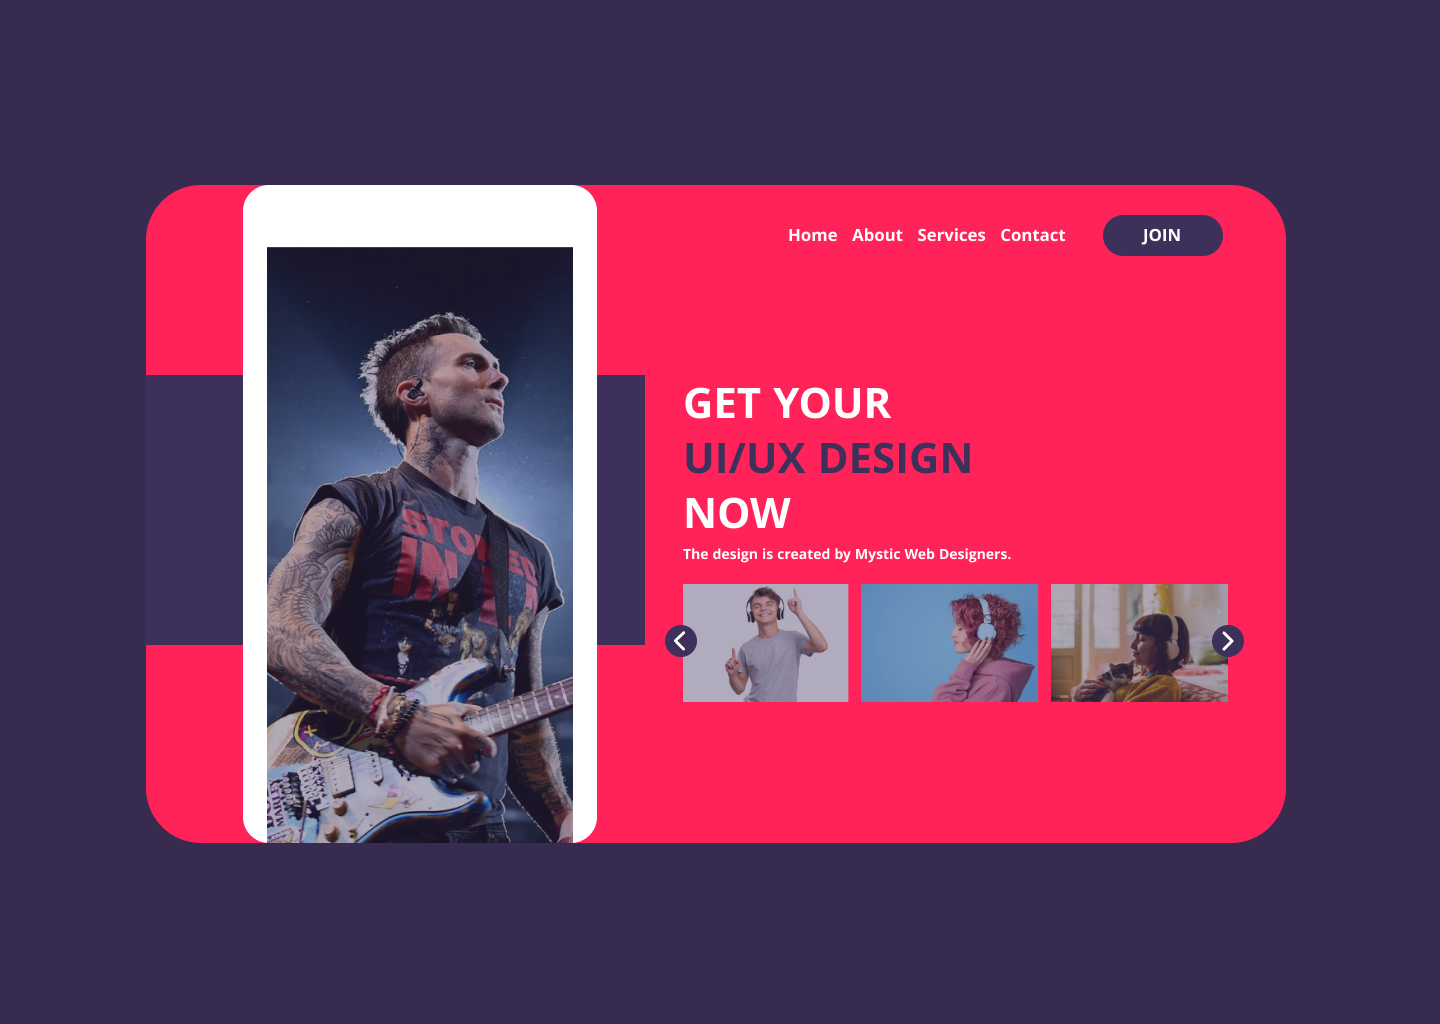 Home About Services Contact JOIN
GET YOUR
UI/UX DESIGN
NOW
The design is created by Mystic Web Designers.